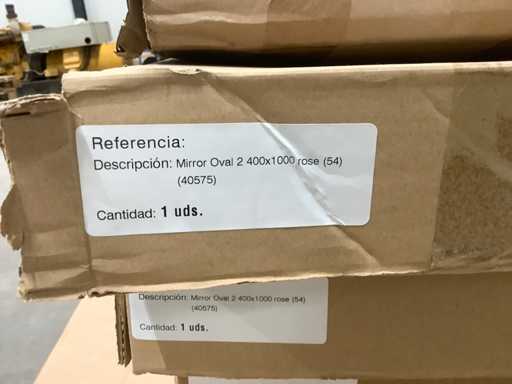 Referencia:
Descripción: Mirror Oval 2 400x1000 rose (54)
(40575)
Cantidad: 1 uds.
Descripción: Mirror Oval 2 400x1000 rose (54)
(40575)
Cantidad: 1 uds.